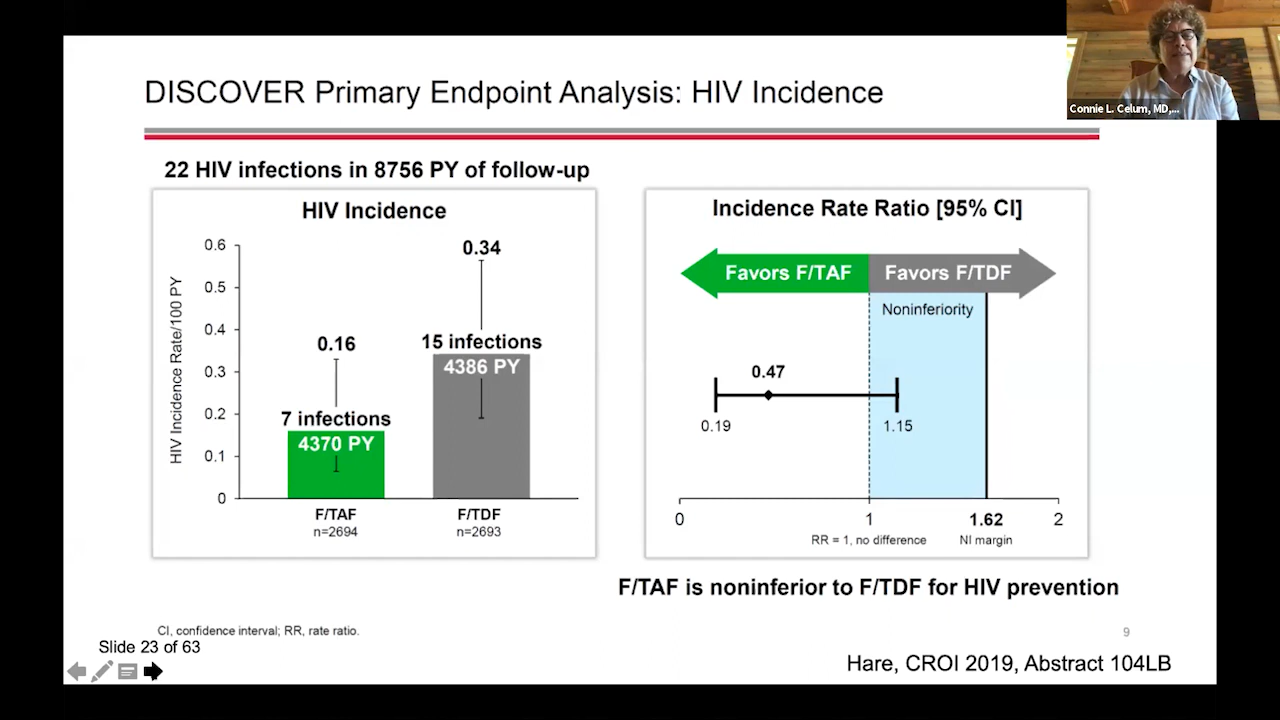 Connie L. Celum, MD,...
DISCOVER Primary Endpoint Analysis: HIV Incidence
22 HIV infections in 8756 PY of follow-up
HIV Incidence
HIV Incidence Rate/100 PY
0.6
0.5
0.4
0.3
0.2
0.1
0
0.16
7 infections
4370 PY
0.34
15 infections
4386 PY
F/TAF
n=2694
F/TDF
n=2693
Incidence Rate Ratio [95% CI]
Favors F/TAF
Favors F/TDF
Noninferiority
0.47
0.19
1.15
0
1
1.62
2
RR = 1, no difference
NI margin
F/TAF is noninferior to F/TDF for HIV prevention
CI, confidence interval; RR, rate ratio.
9
Slide 23 of 63
Hare, CROI 2019, Abstract 104LB